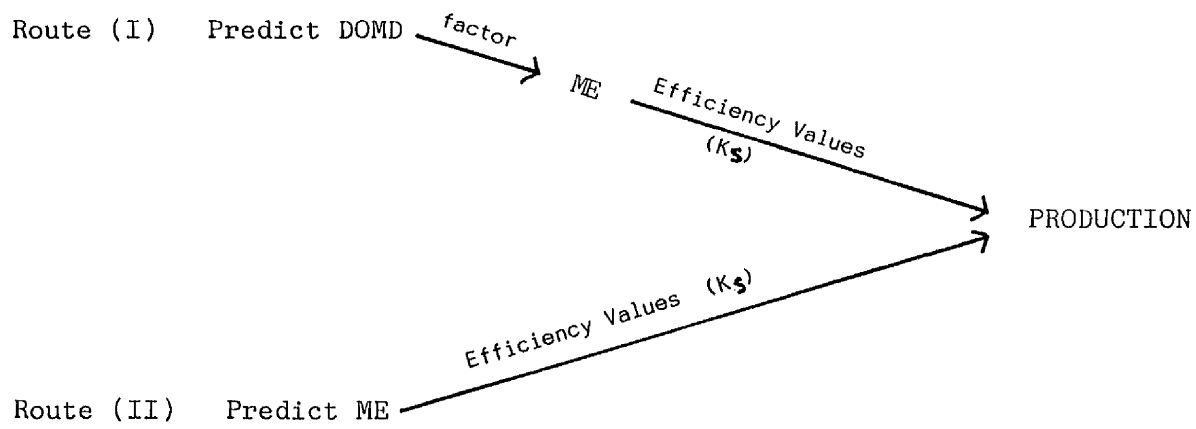 Route (I) Predict DOMD
factor
ME
Efficiency Values
(Ks)
PRODUCTION
Efficiency Values (Ks)
Route (II) Predict ME